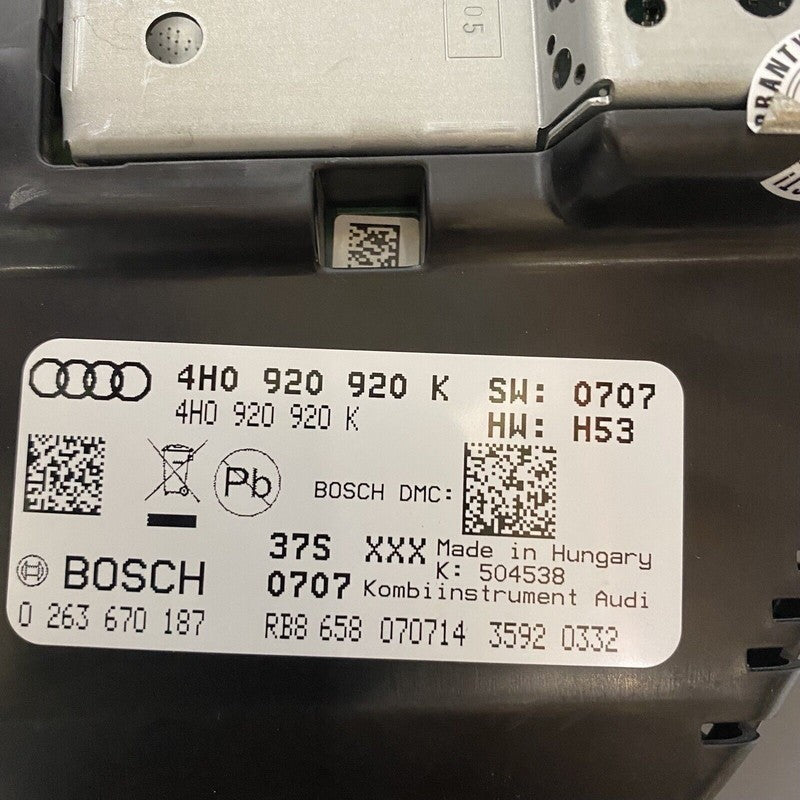 05
4H0 920 920 K SW: 0707
4H0 920 920 K HW: H53
Pb
BOSCH DMC:
37S XXX Made in Hungary
K: 504538
BOSCH 0707 Kombiinstrument Audi
0 263 670 187 RB8 658 070714 3592 0332